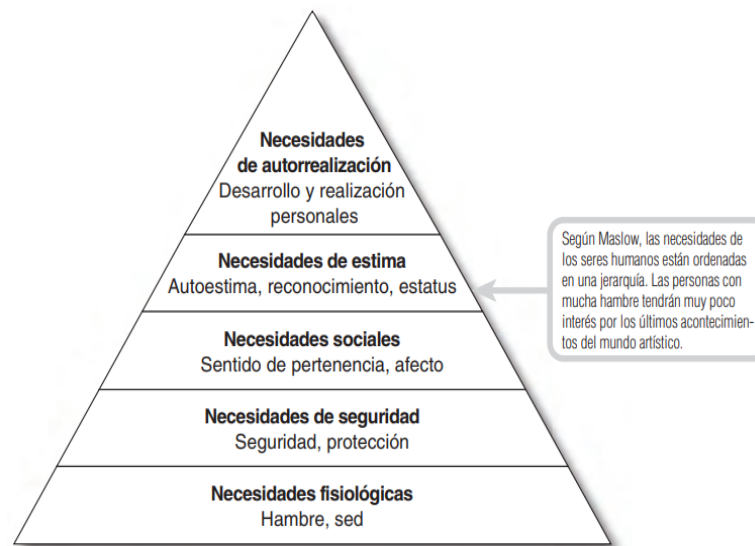 Necesidades
de autorrealización
Desarrollo y realización
personales
Necesidades de estima
Autoestima, reconocimiento, estatus
Necesidades sociales
Sentido de pertenencia, afecto
Necesidades de seguridad
Seguridad, protección
Necesidades fisiológicas
Hambre, sed
Según Maslow, las necesidades de
los seres humanos están ordenadas
en una jerarquía. Las personas con
mucha hambre tendrán muy poco
interés por los últimos acontecimien-
tos del mundo artístico.